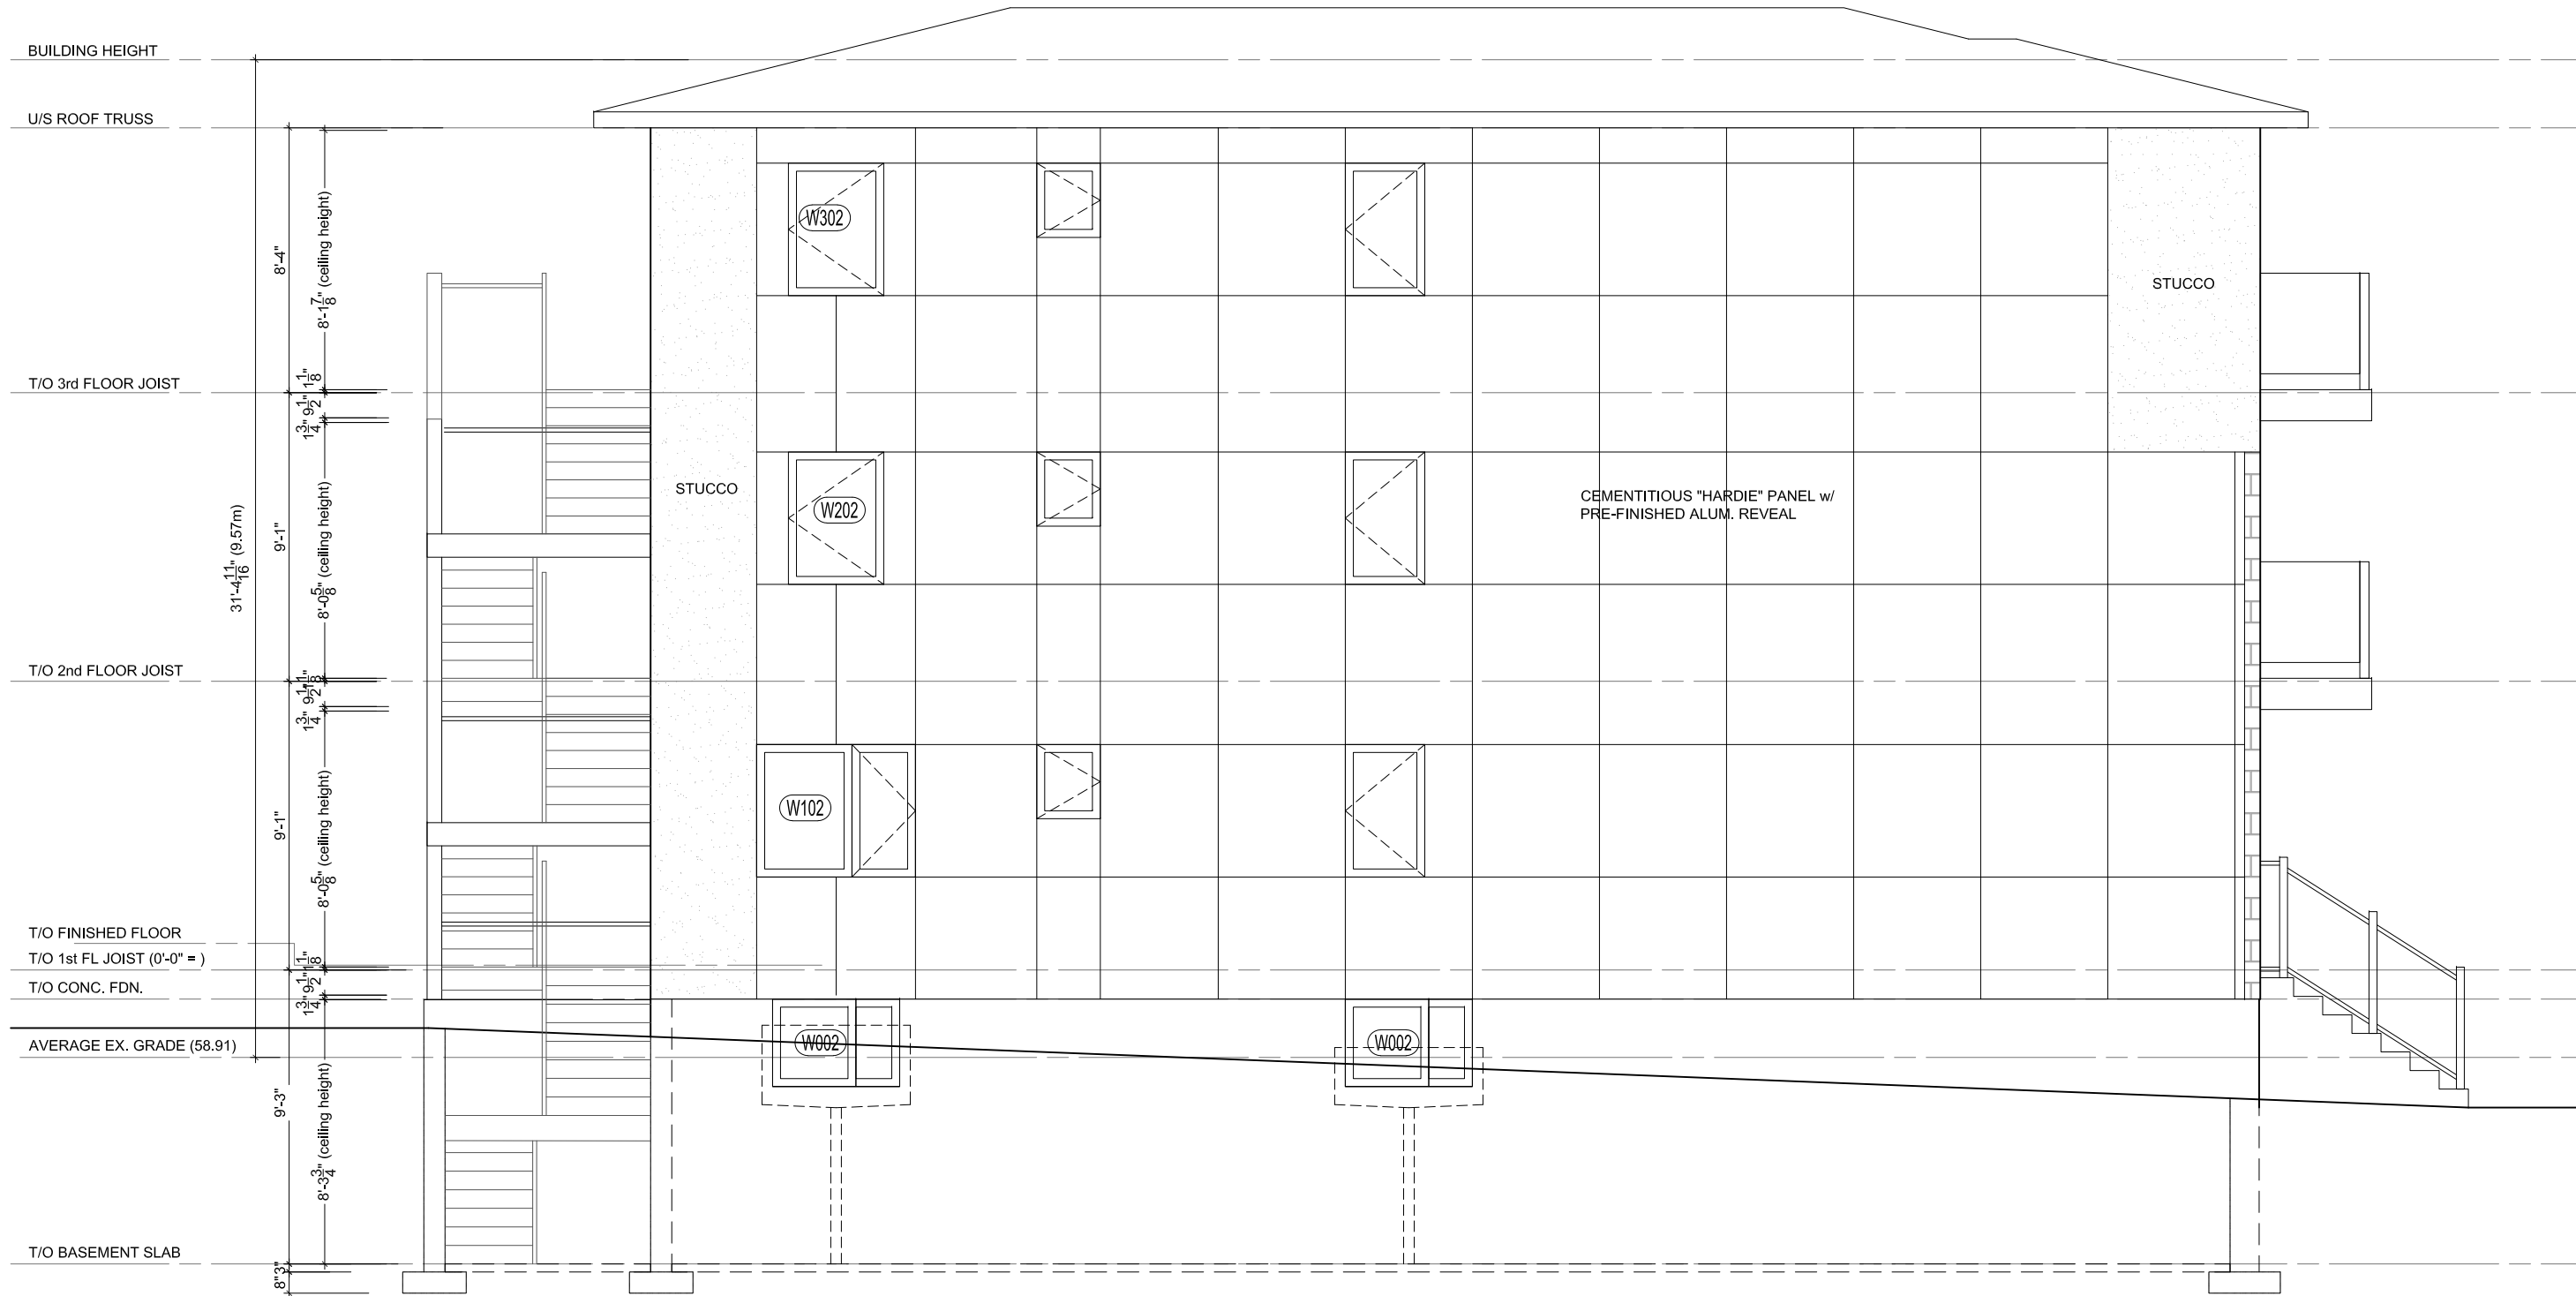 BUILDING HEIGHT
U/S ROOF TRUSS
T/O 3rd FLOOR JOIST
T/O 2nd FLOOR JOIST
T/O FINISHED FLOOR
T/O 1st FL JOIST (0'-0" = )
T/O CONC. FDN.
AVERAGE EX. GRADE (58.91)
T/O BASEMENT SLAB
31'-4 11/16" (9.57m)
8'-4"
9'-1"
9'-1"
9'-3"
3"
8"
8'-1 7/8" (ceiling height)
1 1/8"
9 1/2"
1 3/4"
8'-0 5/8" (ceiling height)
1 1/8"
9 1/2"
1 3/4"
8'-0 5/8" (ceiling height)
1 1/8"
9 1/2"
1 3/4"
8'-3 3/4" (ceiling height)
W302
STUCCO
STUCCO
W202
CEMENTITIOUS "HARDIE" PANEL w/
PRE-FINISHED ALUM. REVEAL
W102
W002
W002